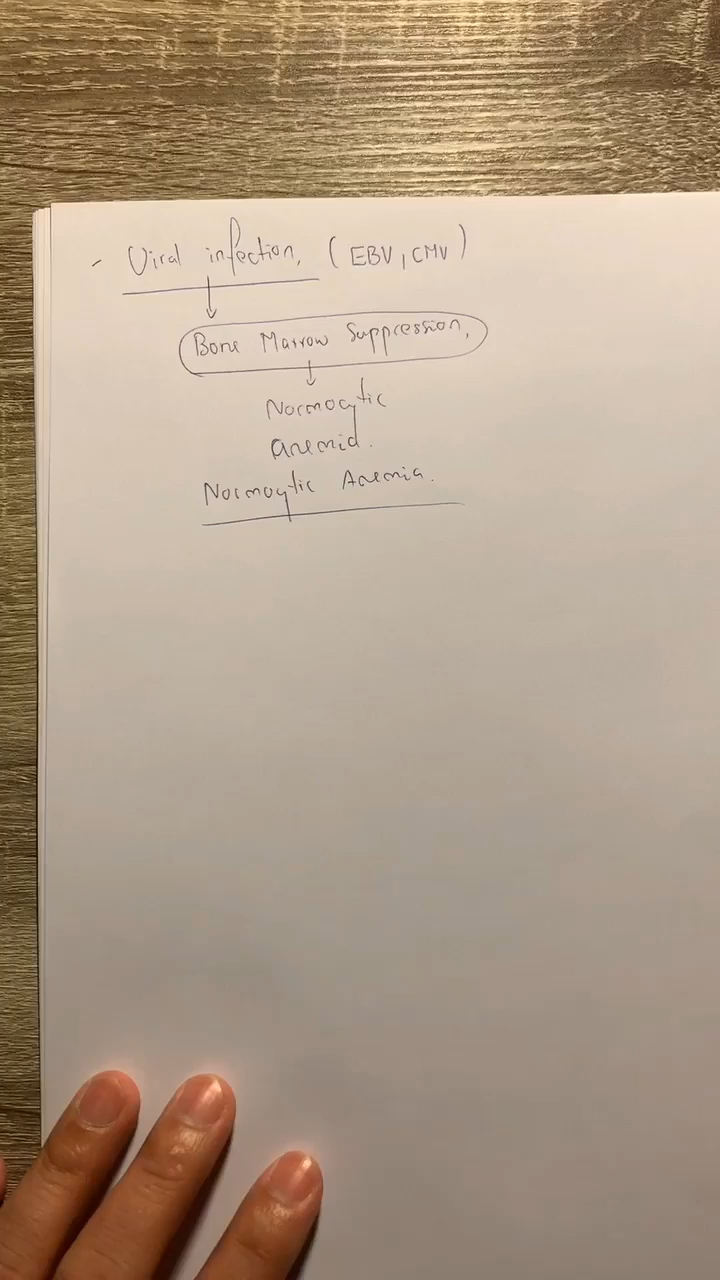 - Viral infection, (EBV, CMV)
Bone Marrow Suppression,
Normocytic
anemia.
Normocytic Anemia.